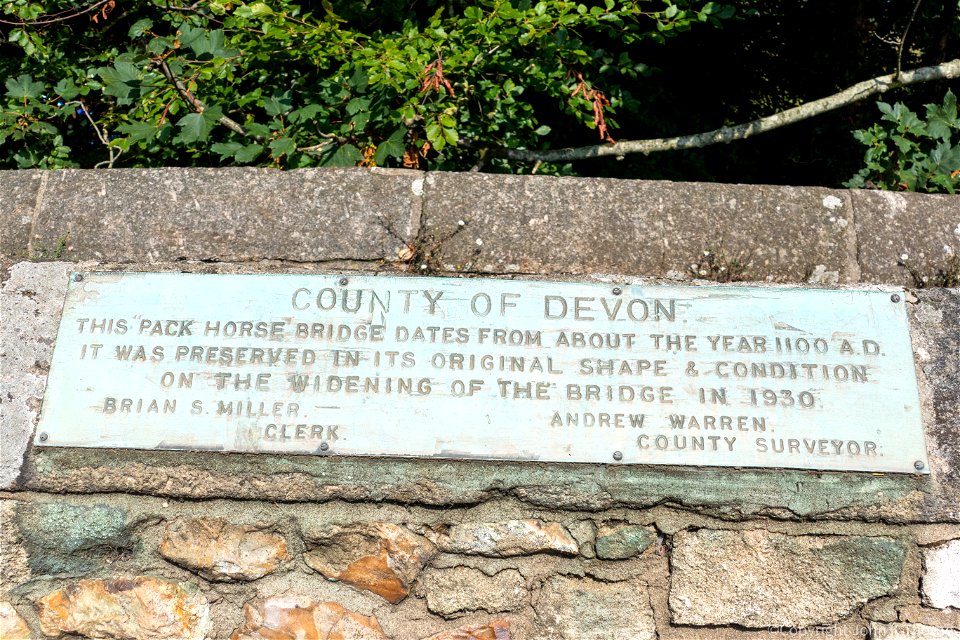 COUNTY OF DEVON.
THIS PACK HORSE BRIDGE DATES FROM ABOUT THE YEAR 1100 A.D.
IT WAS PRESERVED IN ITS ORIGINAL SHAPE & CONDITION
ON THE WIDENING OF THE BRIDGE IN 1930.
BRIAN S. MILLER.
CLERK.
ANDREW WARREN.
COUNTY SURVEYOR.